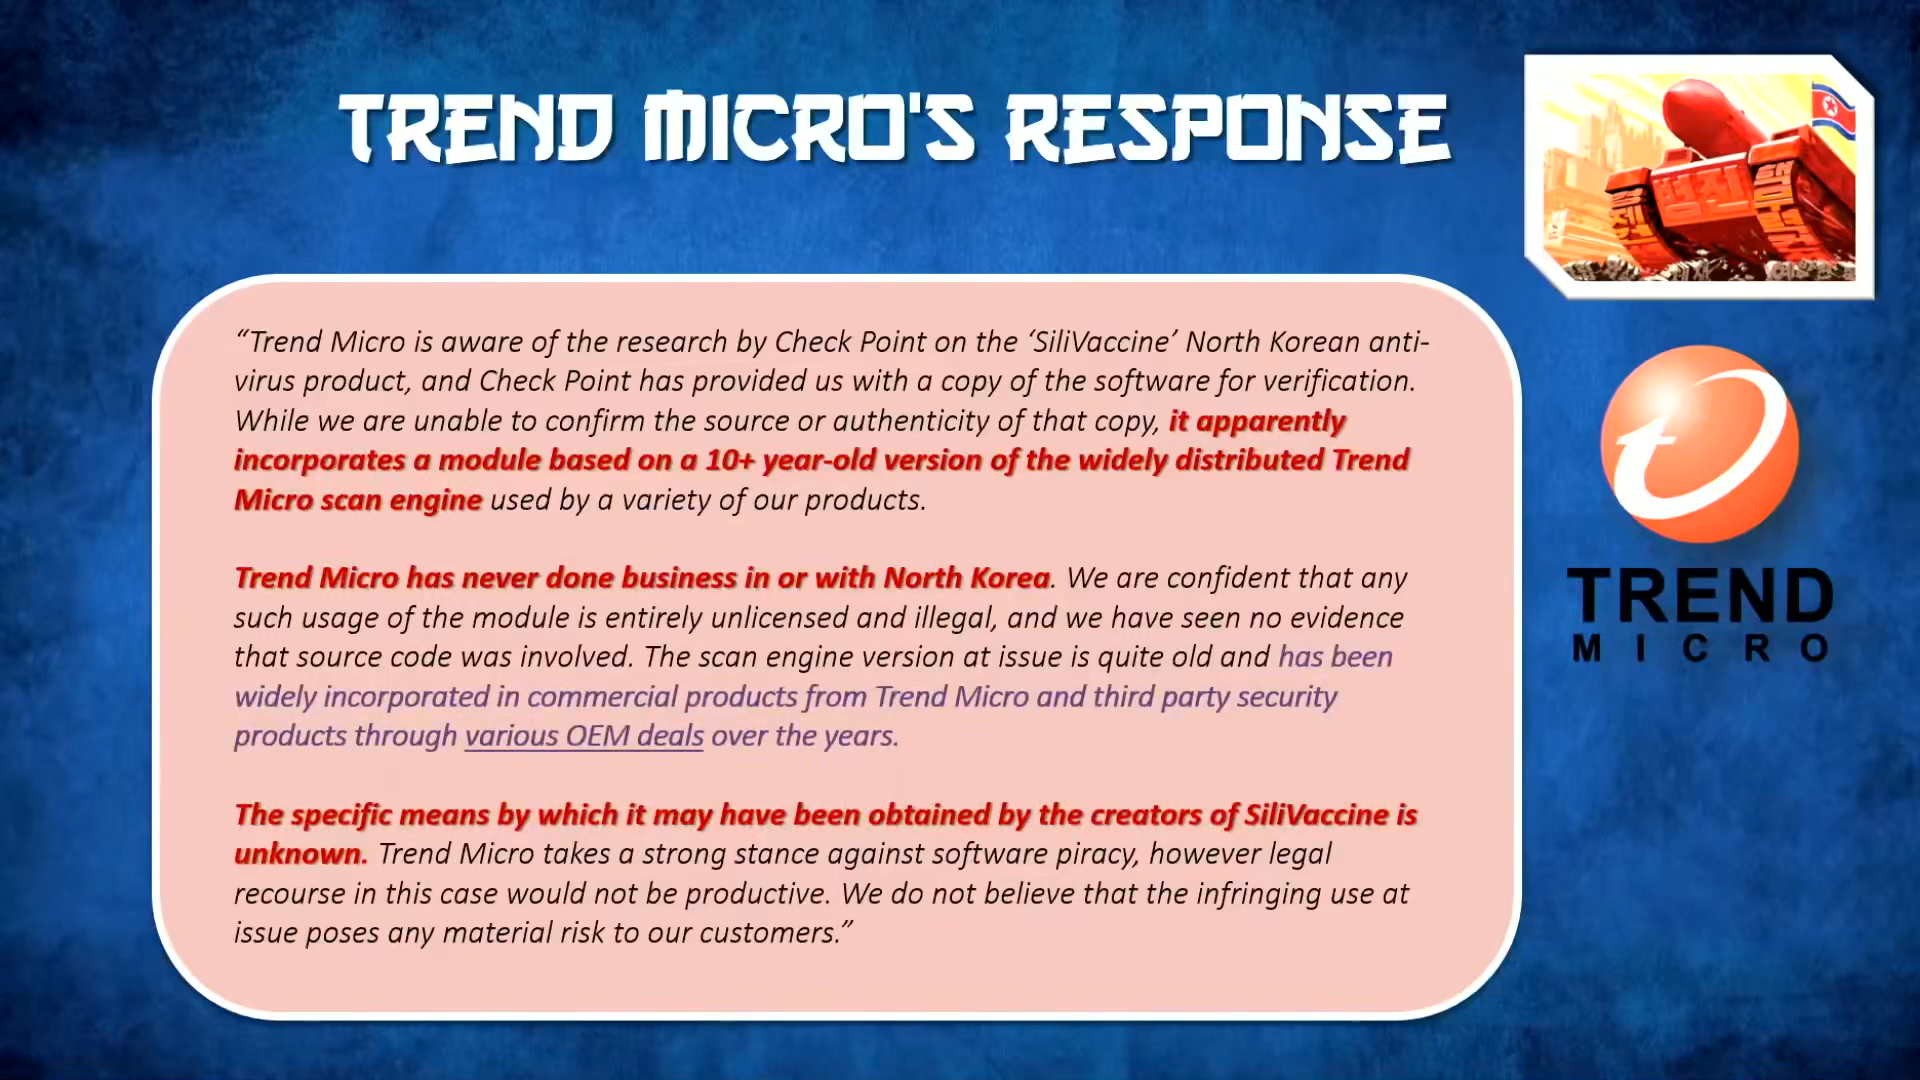 TREND MICRO'S RESPONSE
“Trend Micro is aware of the research by Check Point on the ‘SiliVaccine’ North Korean anti-
virus product, and Check Point has provided us with a copy of the software for verification.
While we are unable to confirm the source or authenticity of that copy, it apparently
incorporates a module based on a 10+ year-old version of the widely distributed Trend
Micro scan engine used by a variety of our products.
Trend Micro has never done business in or with North Korea. We are confident that any
such usage of the module is entirely unlicensed and illegal, and we have seen no evidence
that source code was involved. The scan engine version at issue is quite old and has been
widely incorporated in commercial products from Trend Micro and third party security
products through various OEM deals over the years.
The specific means by which it may have been obtained by the creators of SiliVaccine is
unknown. Trend Micro takes a strong stance against software piracy, however legal
recourse in this case would not be productive. We do not believe that the infringing use at
issue poses any material risk to our customers.”
TREND
MICRO